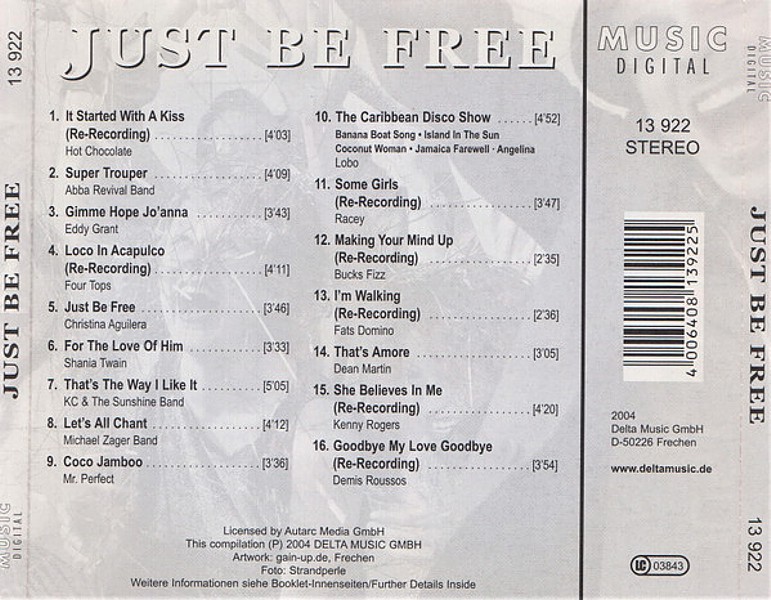 JUST BE FREE
1. It Started With A Kiss
(Re-Recording) [4'03]
Hot Chocolate
2. Super Trouper [4'09]
Abba Revival Band
3. Gimme Hope Jo'anna [3'43]
Eddy Grant
4. Loco In Acapulco
(Re-Recording) [4'11]
Four Tops
5. Just Be Free [3'46]
Christina Aguilera
6. For The Love Of Him [3'33]
Shania Twain
7. That's The Way I Like It [5'05]
KC & The Sunshine Band
8. Let's All Chant [4'12]
Michael Zager Band
9. Coco Jamboo [3'36]
Mr. Perfect
10. The Caribbean Disco Show [4'52]
Banana Boat Song • Island In The Sun
Coconut Woman • Jamaica Farewell · Angelina
Lobo
11. Some Girls
(Re-Recording) [3'47]
Racey
12. Making Your Mind Up
(Re-Recording) [2'35]
Bucks Fizz
13. I'm Walking
(Re-Recording) [2'36]
Fats Domino
14. That's Amore [3'05]
Dean Martin
15. She Believes In Me
(Re-Recording) [4'20]
Kenny Rogers
16. Goodbye My Love Goodbye
(Re-Recording) [3'54]
Demis Roussos
Licensed by Autarc Media GmbH
This compilation (P) 2004 DELTA MUSIC GMBH
Artwork: gain-up.de, Frechen
Foto: Strandperle
Weitere Informationen siehe Booklet-Innenseiten/Further Details Inside
MUSIC
DIGITAL
13 922
STEREO
4 006408 139225
2004
Delta Music GmbH
D-50226 Frechen
www.deltamusic.de
LC 03843
13 922
JUST BE FREE
MUSIC
DIGITAL
MUSIC
DIGITAL
JUST BE FREE
13 922